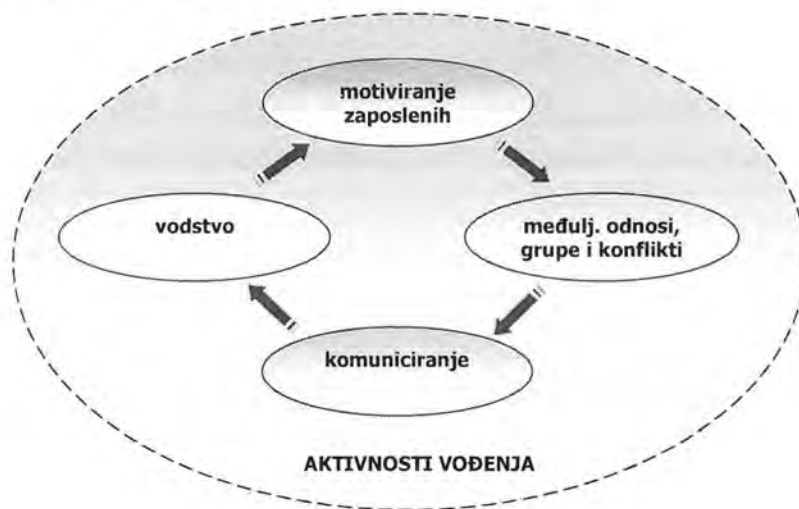 motiviranje
zaposlenih
vodstvo
međulj. odnosi,
grupe i konflikti
komuniciranje
AKTIVNOSTI VOĐENJA